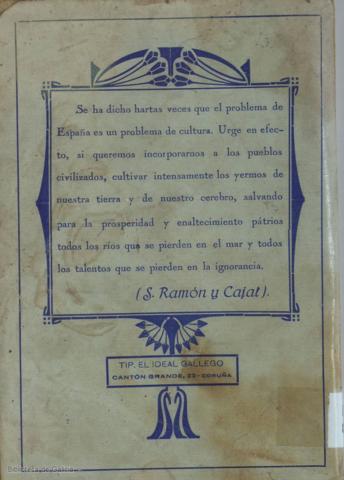 Se ha dicho hartas veces que el problema de
España es un problema de cultura. Urge en efec-
to, si queremos incorporarnos a los pueblos
civilizados, cultivar intensamente los yermos de
nuestra tierra y de nuestro cerebro, salvando
para la prosperidad y enaltecimiento pátrios
todos los ríos que se pierden en el mar y todos
los talentos que se pierden en la ignorancia.
(S. Ramón y Cajal).
TIP. EL IDEAL GALLEGO
CANTÓN GRANDE, 22-CORUÑA